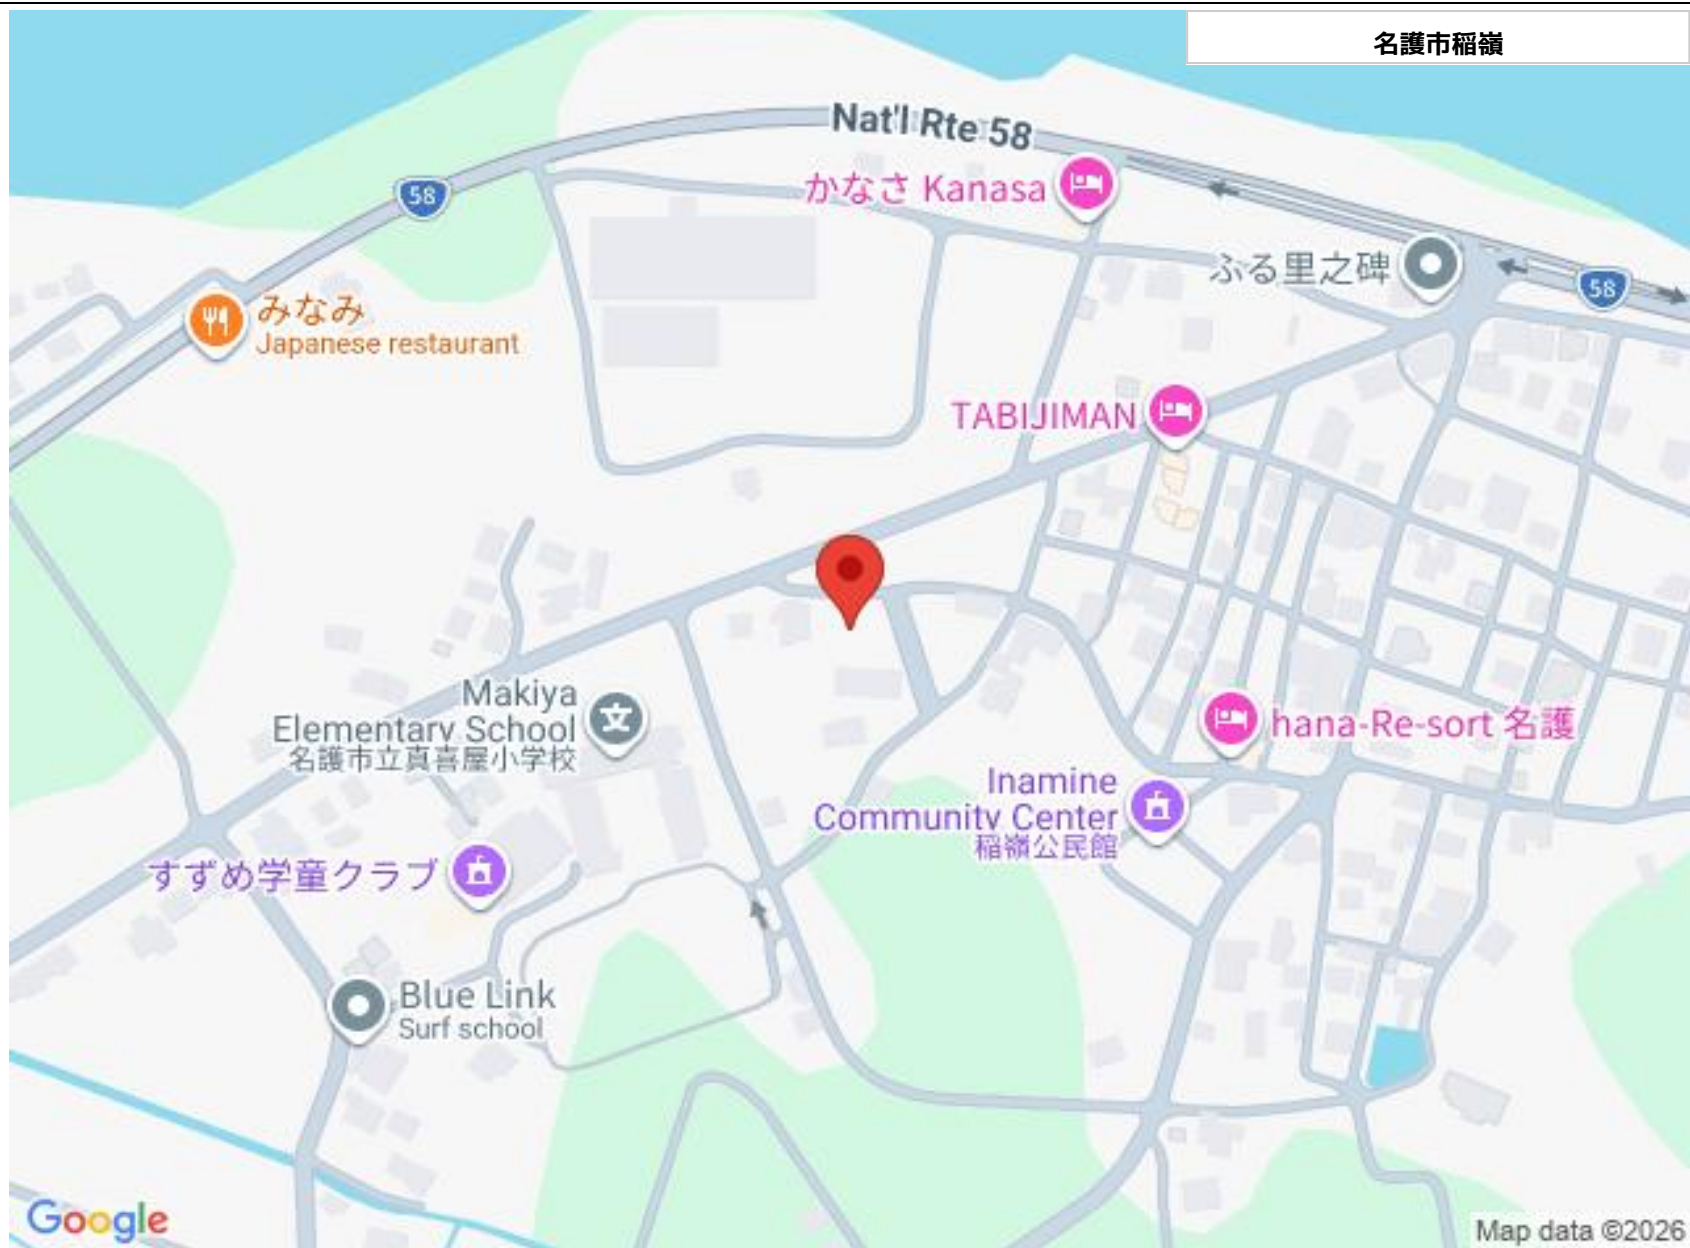 名護市稲嶺
Nat'l Rte 58
58
かなさ Kanasa
ふる里之碑
58
みなみ
Japanese restaurant
TABIJIMAN
Makiya
Elementary School
名護市立真喜屋小学校
hana-Re-sort 名護
Inamine
Community Center
稲嶺公民館
すずめ学童クラブ
Blue Link
Surf school
Google
Map data ©2026